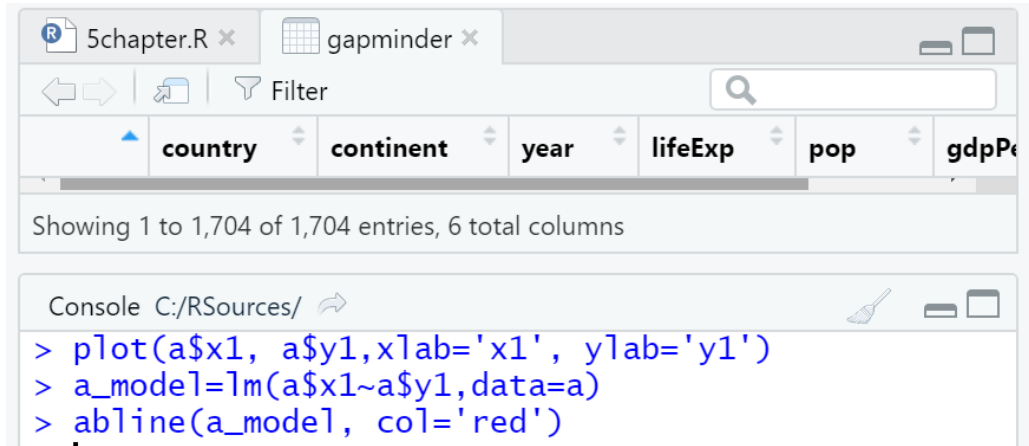 R 5chapter.R × gapminder ×
Filter
country continent year lifeExp pop gdpPe
Showing 1 to 1,704 of 1,704 entries, 6 total columns
Console C:/RSources/
> plot(a$x1, a$y1,xlab='x1', ylab='y1')
> a_model=lm(a$x1~a$y1,data=a)
> abline(a_model, col='red')